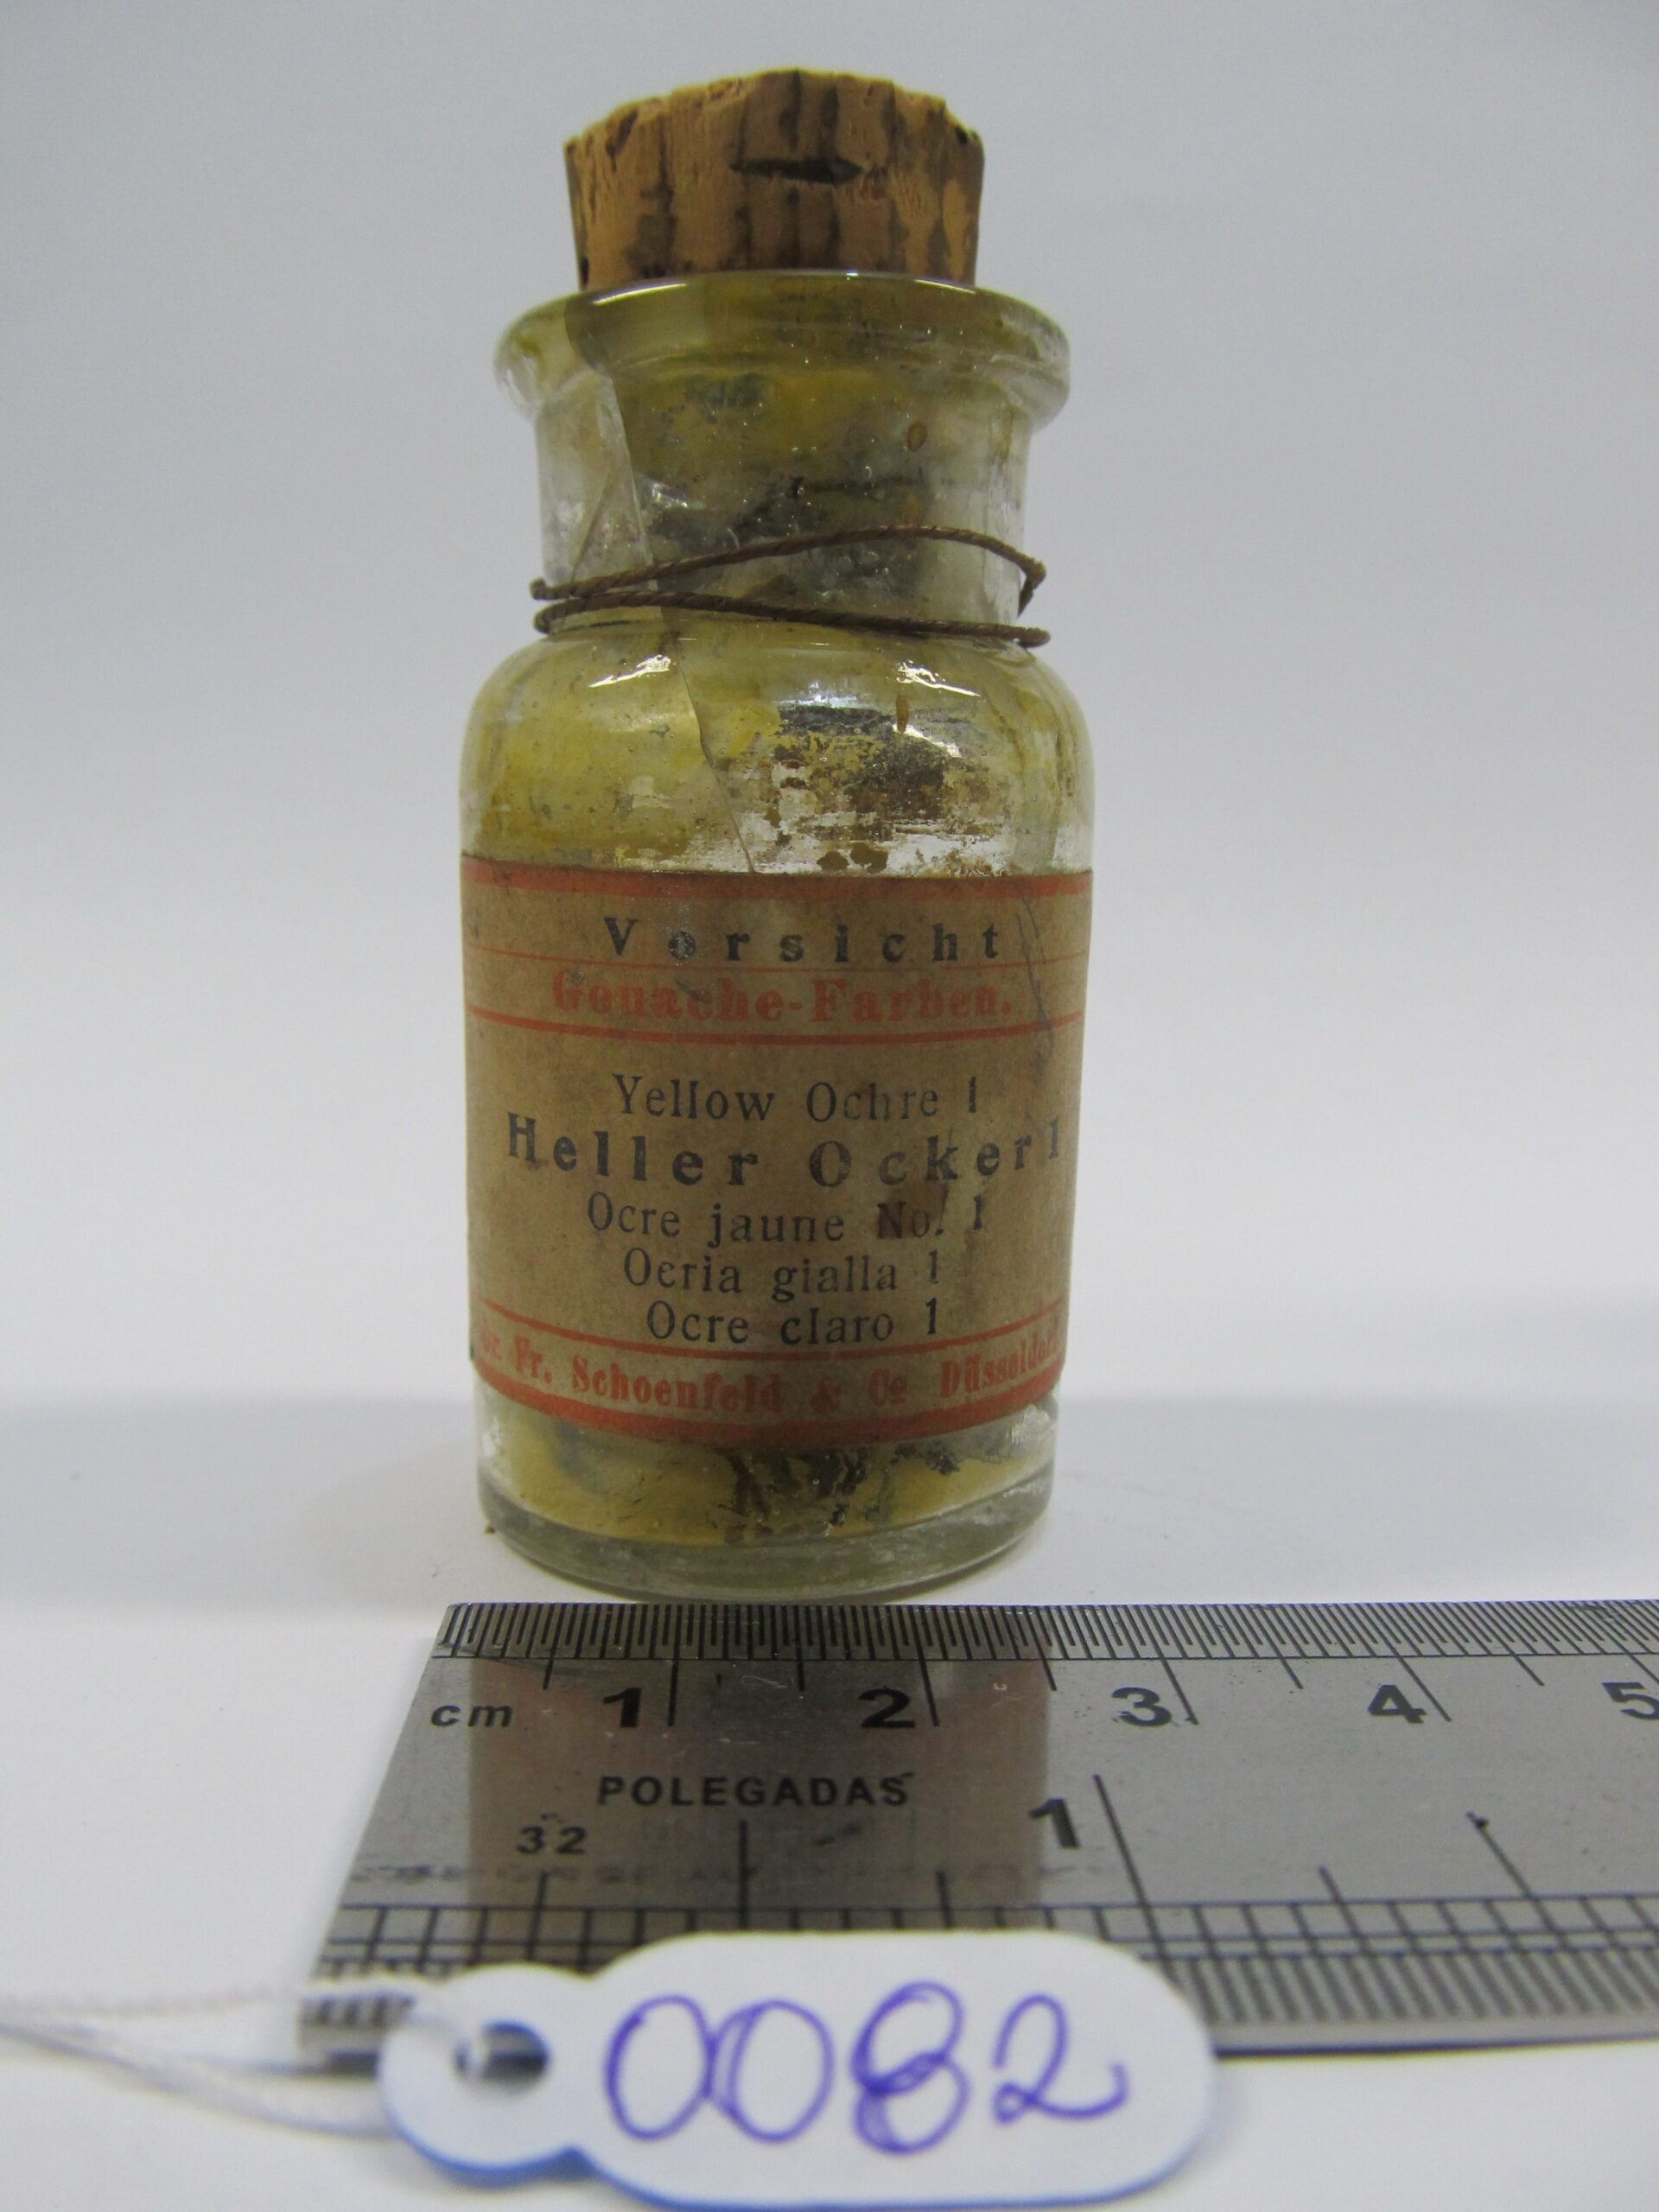 Vorsicht
Gouache-Farben.
Yellow Ochre 1
Heller Ocker 1
Ocre jaune No. 1
Ocria gialla 1
Ocre claro 1
Dr. Fr. Schoenfeld & Co Düsseldorf
cm 1 2 3 4 5
POLEGADAS
32 1
0082